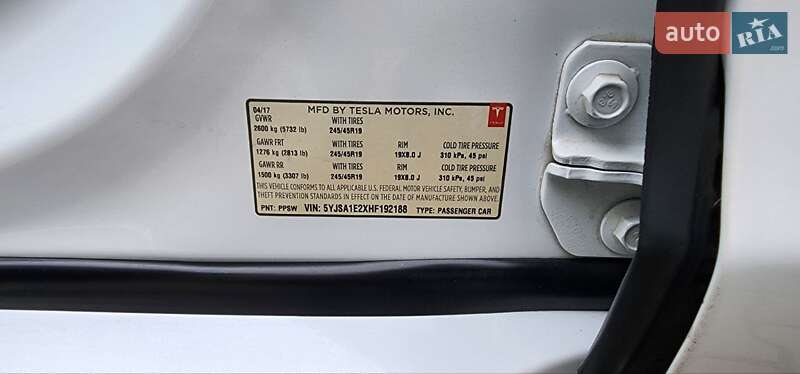 auto RIA.com
04/17 MFD BY TESLA MOTORS, INC. TESLA
GVWR WITH TIRES
2600 kg (5732 lb) 245/45R19
GAWR FRT WITH TIRES RIM COLD TIRE PRESSURE
1276 kg (2813 lb) 245/45R19 19X8.0 J 310 kPa, 45 psi
GAWR RR WITH TIRES RIM COLD TIRE PRESSURE
1500 kg (3307 lb) 245/45R19 19X8.0 J 310 kPa, 45 psi
THIS VEHICLE CONFORMS TO ALL APPLICABLE U.S. FEDERAL MOTOR VEHICLE SAFETY, BUMPER, AND
THEFT PREVENTION STANDARDS IN EFFECT ON THE DATE OF MANUFACTURE SHOWN ABOVE.
PNT: PPSW VIN: 5YJSA1E2XHF192188 TYPE: PASSENGER CAR